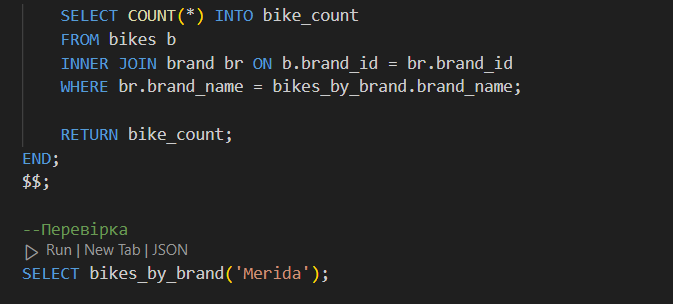 SELECT COUNT(*) INTO bike_count
FROM bikes b
INNER JOIN brand br ON b.brand_id = br.brand_id
WHERE br.brand_name = bikes_by_brand.brand_name;
RETURN bike_count;
END;
$$;
--Перевірка
Run | New Tab | JSON
SELECT bikes_by_brand('Merida');